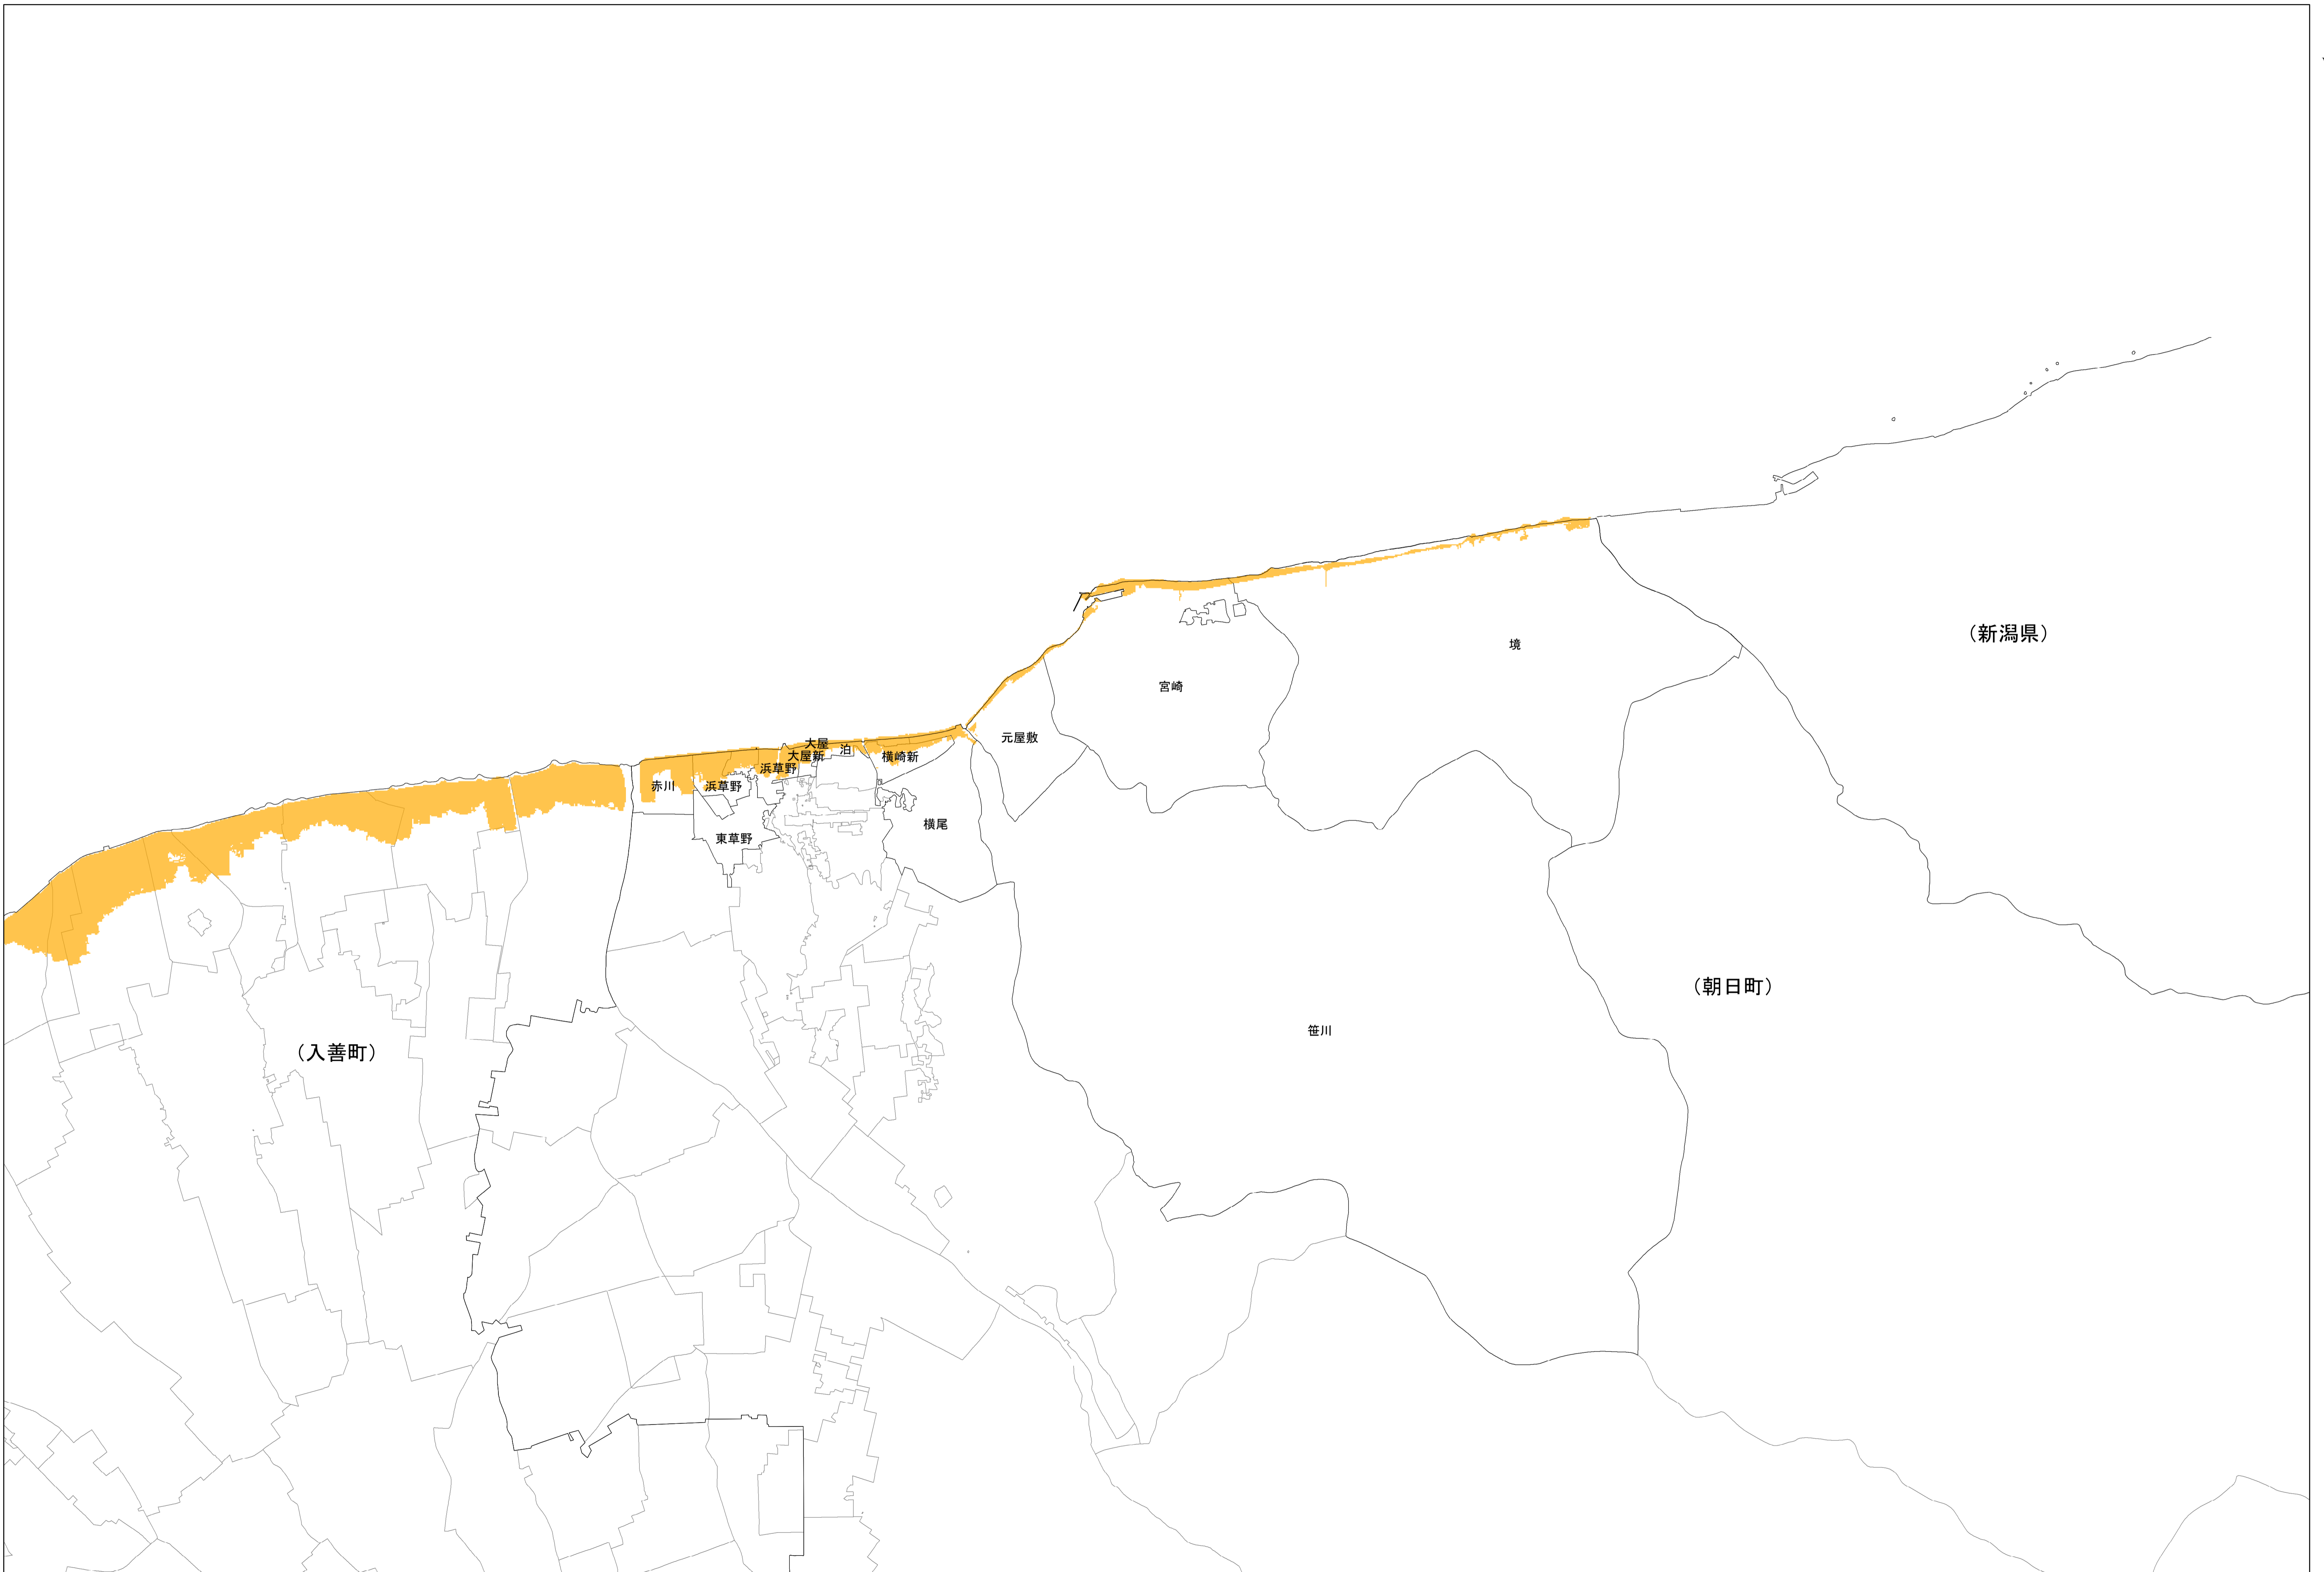 （新潟県）
境
宮崎
元屋敷
大屋
泊
大屋新
横崎新
浜草野
赤川
浜草野
横尾
東草野
（朝日町）
笹川
（入善町）